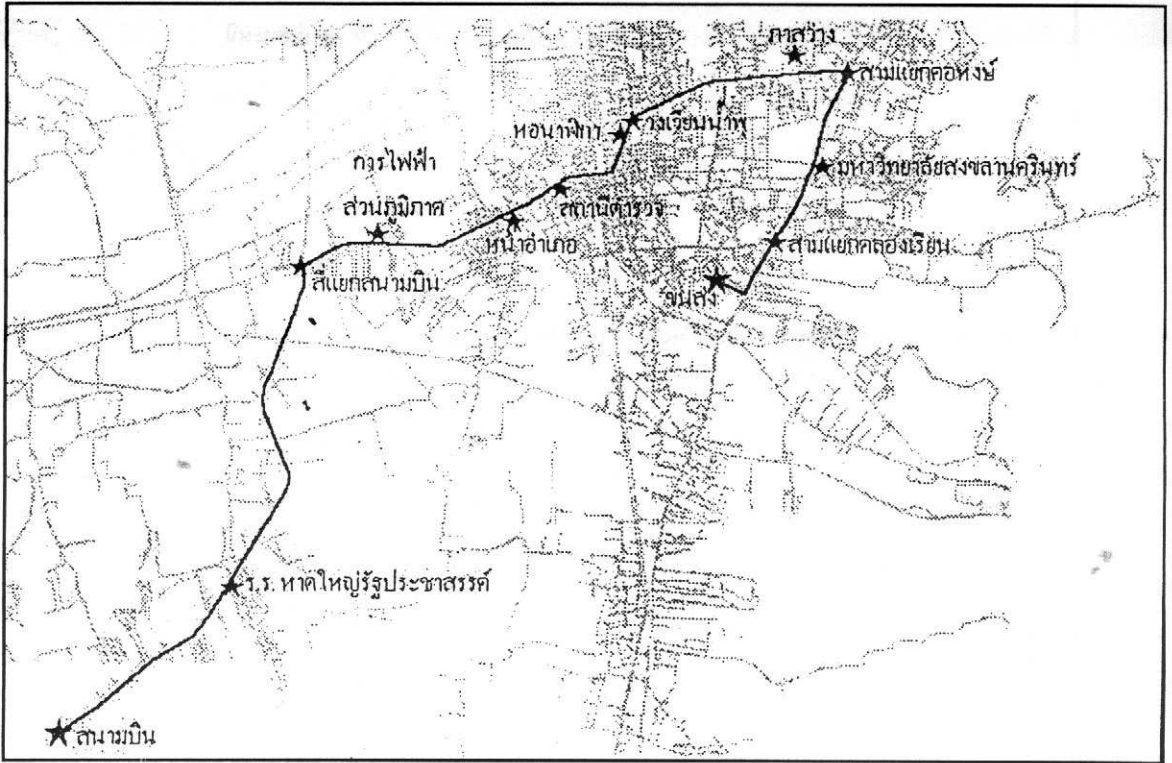 ภาสว่าง
สามแยกคอหงษ์
วงเวียนน้ำพุ
หอนาฬิกา
การไฟฟ้า
ส่วนภูมิภาค
มหาวิทยาลัยสงขลานครินทร์
สถานีตำรวจ
หน้าอำเภอ
สามแยกคลองเรียน
สี่แยกสนามบิน
ขนส่ง
ร.ร. หาดใหญ่รัฐประชาสรรค์
สนามบิน